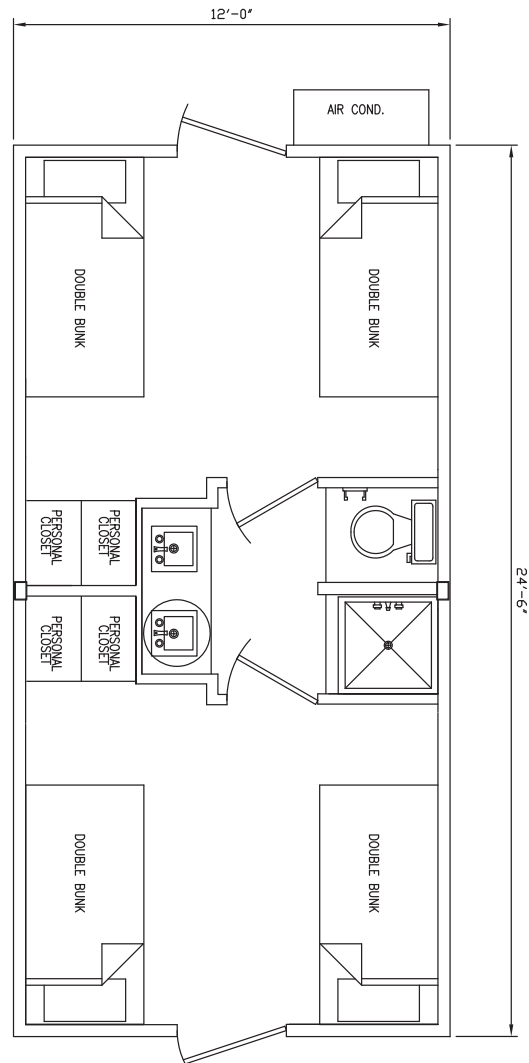 12'-0"
AIR COND.
DOUBLE BUNK
DOUBLE BUNK
PERSONAL
CLOSET
PERSONAL
CLOSET
24'-6"
PERSONAL
CLOSET
PERSONAL
CLOSET
DOUBLE BUNK
DOUBLE BUNK